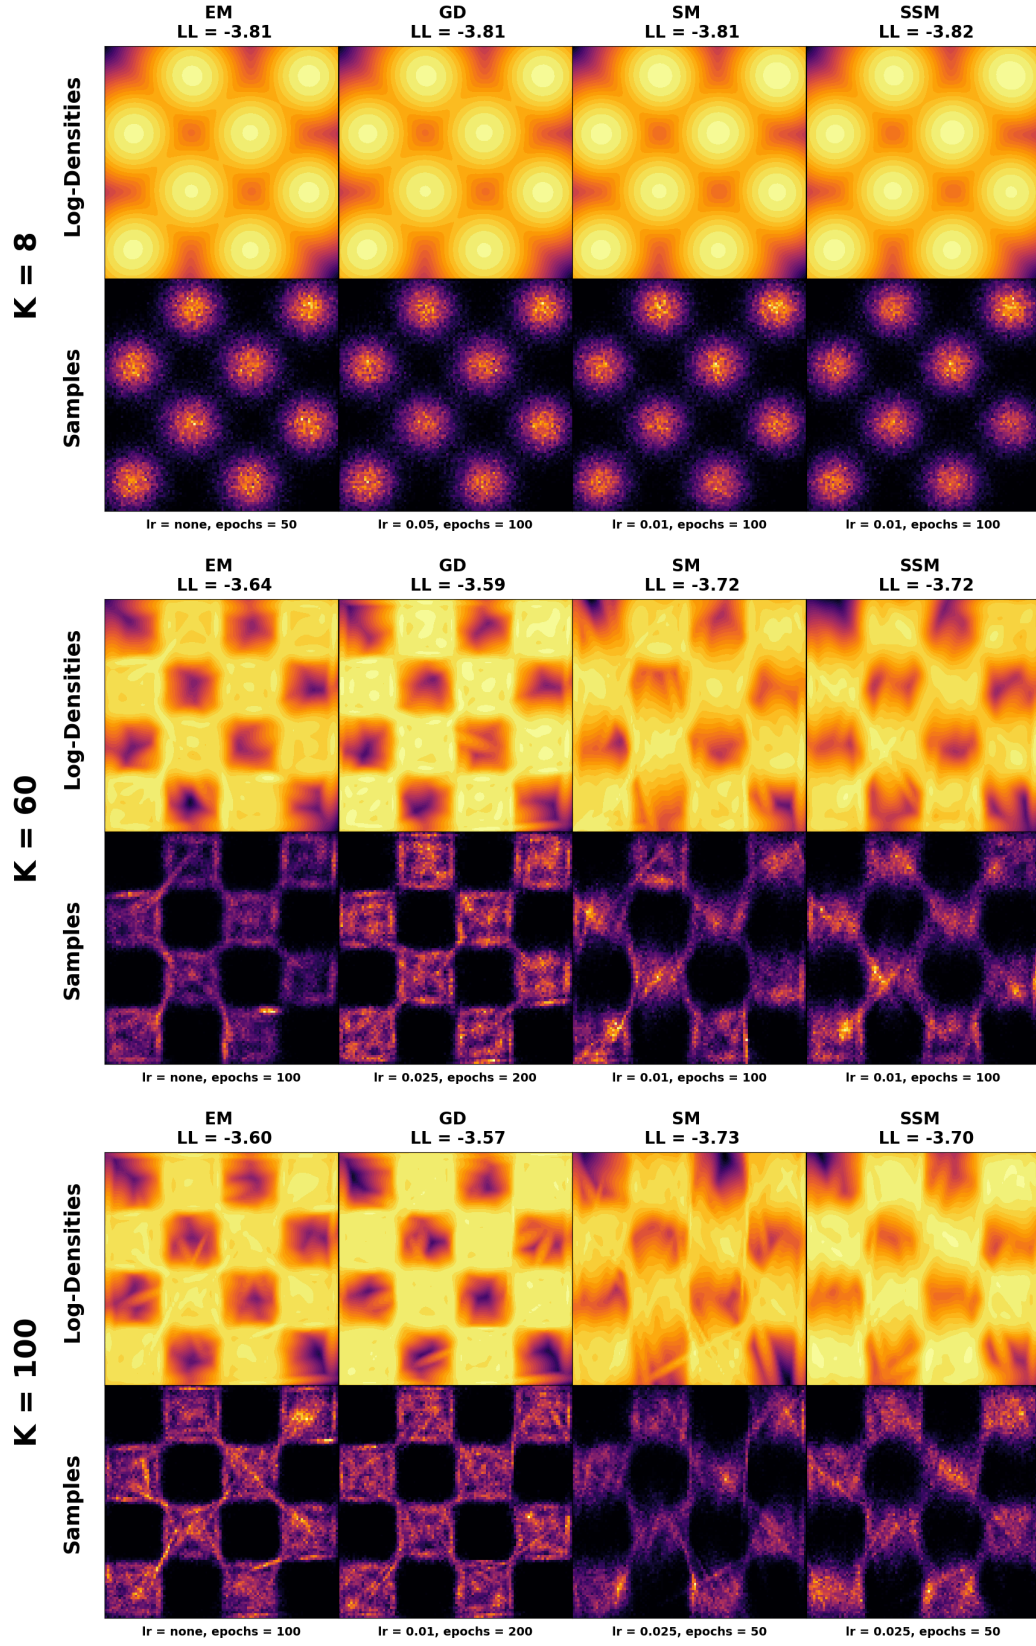 EM
LL = -3.81
GD
LL = -3.81
SM
LL = -3.81
SSM
LL = -3.82
K = 8
Log-Densities
Samples
lr = none, epochs = 50
lr = 0.05, epochs = 100
lr = 0.01, epochs = 100
lr = 0.01, epochs = 100
EM
LL = -3.64
GD
LL = -3.59
SM
LL = -3.72
SSM
LL = -3.72
K = 60
Log-Densities
Samples
lr = none, epochs = 100
lr = 0.025, epochs = 200
lr = 0.01, epochs = 100
lr = 0.01, epochs = 100
EM
LL = -3.60
GD
LL = -3.57
SM
LL = -3.73
SSM
LL = -3.70
K = 100
Log-Densities
Samples
lr = none, epochs = 100
lr = 0.01, epochs = 200
lr = 0.025, epochs = 50
lr = 0.025, epochs = 50